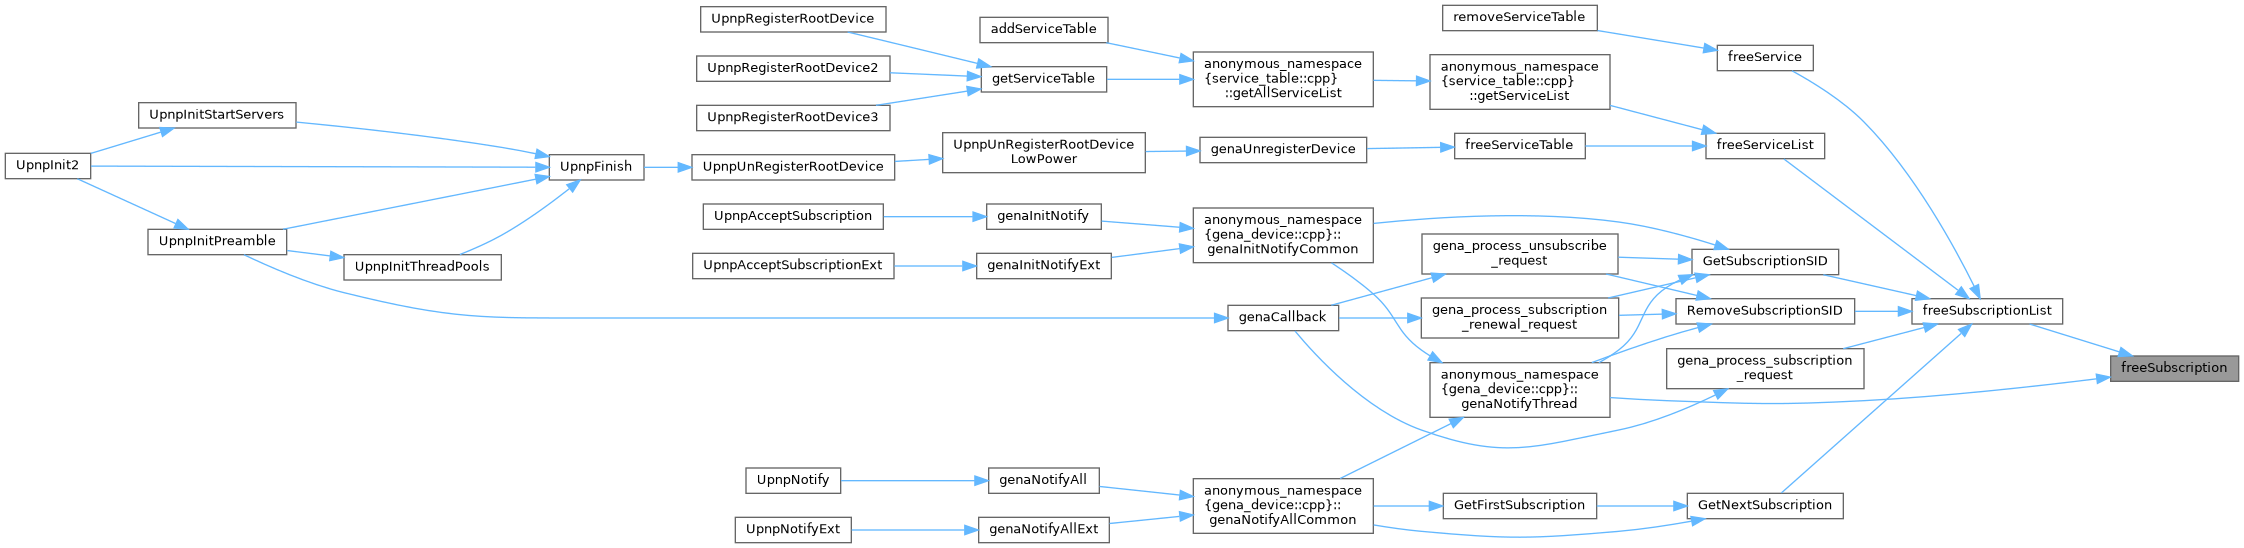 UpnpRegisterRootDevice
UpnpRegisterRootDevice2
UpnpRegisterRootDevice3
addServiceTable
getServiceTable
anonymous_namespace
{service_table::cpp}
::getAllServiceList
removeServiceTable
freeService
anonymous_namespace
{service_table::cpp}
::getServiceList
freeServiceList
freeServiceTable
genaUnregisterDevice
UpnpUnRegisterRootDevice
LowPower
UpnpUnRegisterRootDevice
UpnpFinish
UpnpInitStartServers
UpnpInit2
UpnpInitPreamble
UpnpInitThreadPools
UpnpAcceptSubscription
genaInitNotify
UpnpAcceptSubscriptionExt
genaInitNotifyExt
anonymous_namespace
{gena_device::cpp}::
genaInitNotifyCommon
gena_process_unsubscribe
_request
GetSubscriptionSID
genaCallback
gena_process_subscription
_renewal_request
RemoveSubscriptionSID
freeSubscriptionList
gena_process_subscription
_request
freeSubscription
anonymous_namespace
{gena_device::cpp}::
genaNotifyThread
UpnpNotify
genaNotifyAll
UpnpNotifyExt
genaNotifyAllExt
anonymous_namespace
{gena_device::cpp}::
genaNotifyAllCommon
GetFirstSubscription
GetNextSubscription